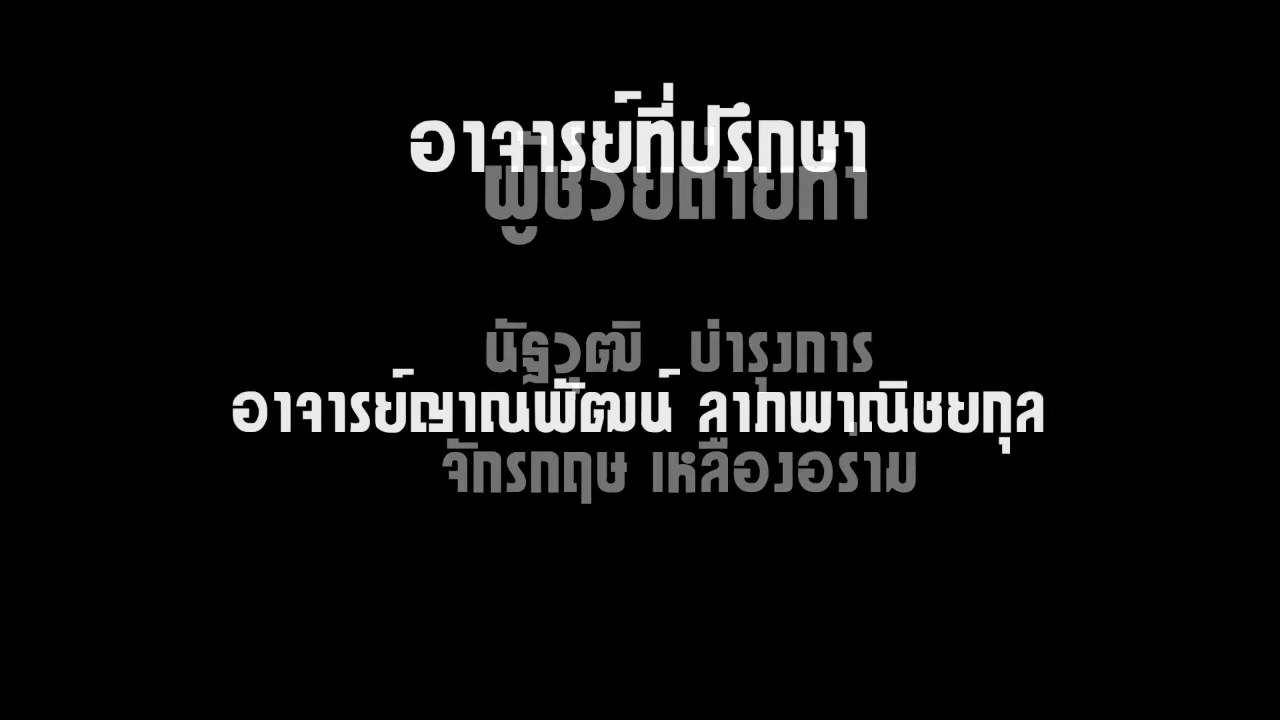 อาจารย์ที่ปรึกษา
ผู้ช่วยถ่ายทำ
นัฐวุฒิ บำรุงการ
อาจารย์ญาณพัฒน์ ลาภพาณิชยกุล
จักรกฤษ เหลืองอร่าม